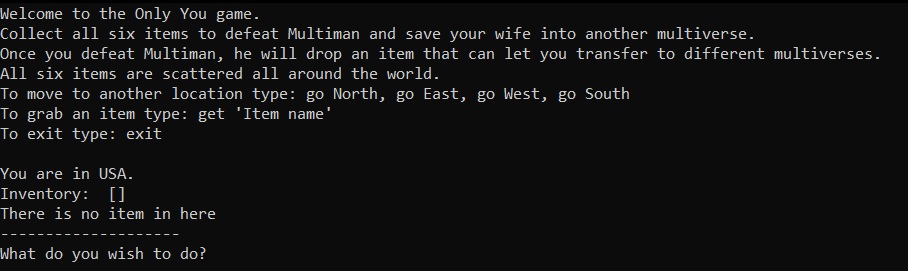 Welcome to the Only You game.
Collect all six items to defeat Multiman and save your wife into another multiverse.
Once you defeat Multiman, he will drop an item that can let you transfer to different multiverses.
All six items are scattered all around the world.
To move to another location type: go North, go East, go West, go South
To grab an item type: get 'Item name'
To exit type: exit
You are in USA.
Inventory:  []
There is no item in here
--------------------
What do you wish to do?